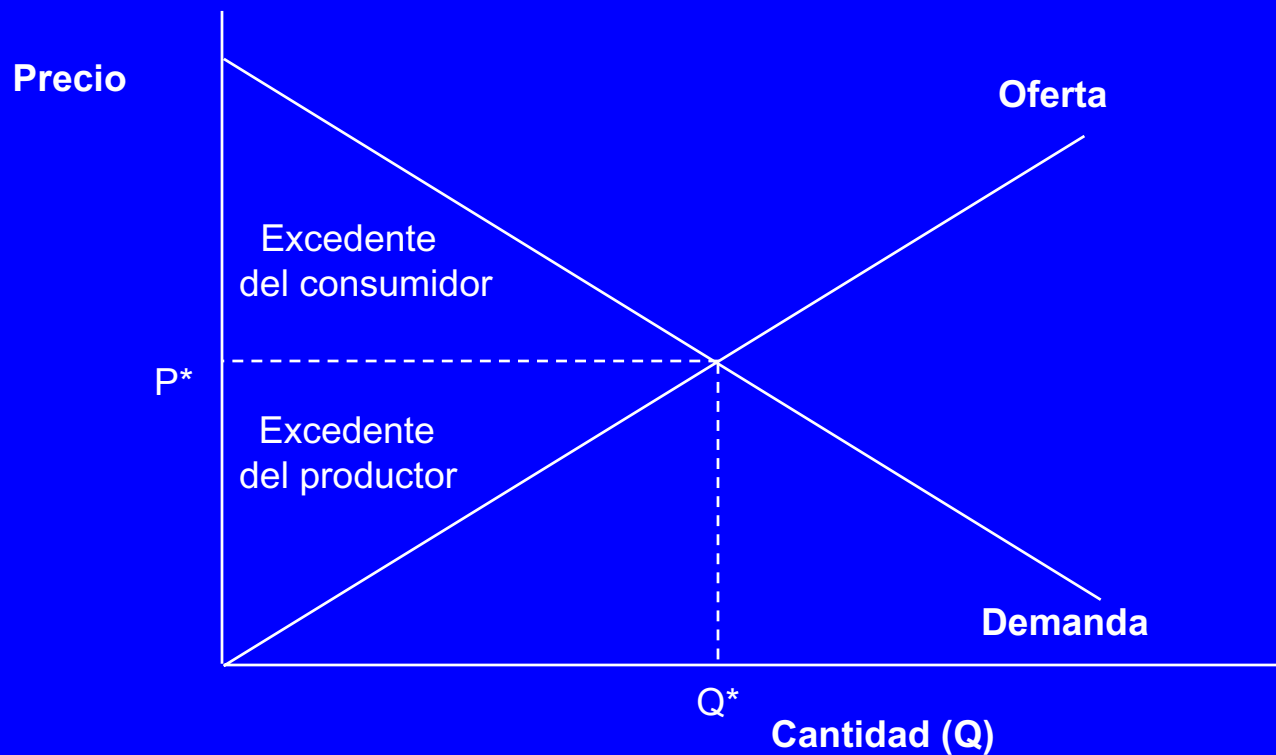 Precio
Oferta
Excedente
del consumidor
P*
Excedente
del productor
Demanda
Q*
Cantidad (Q)